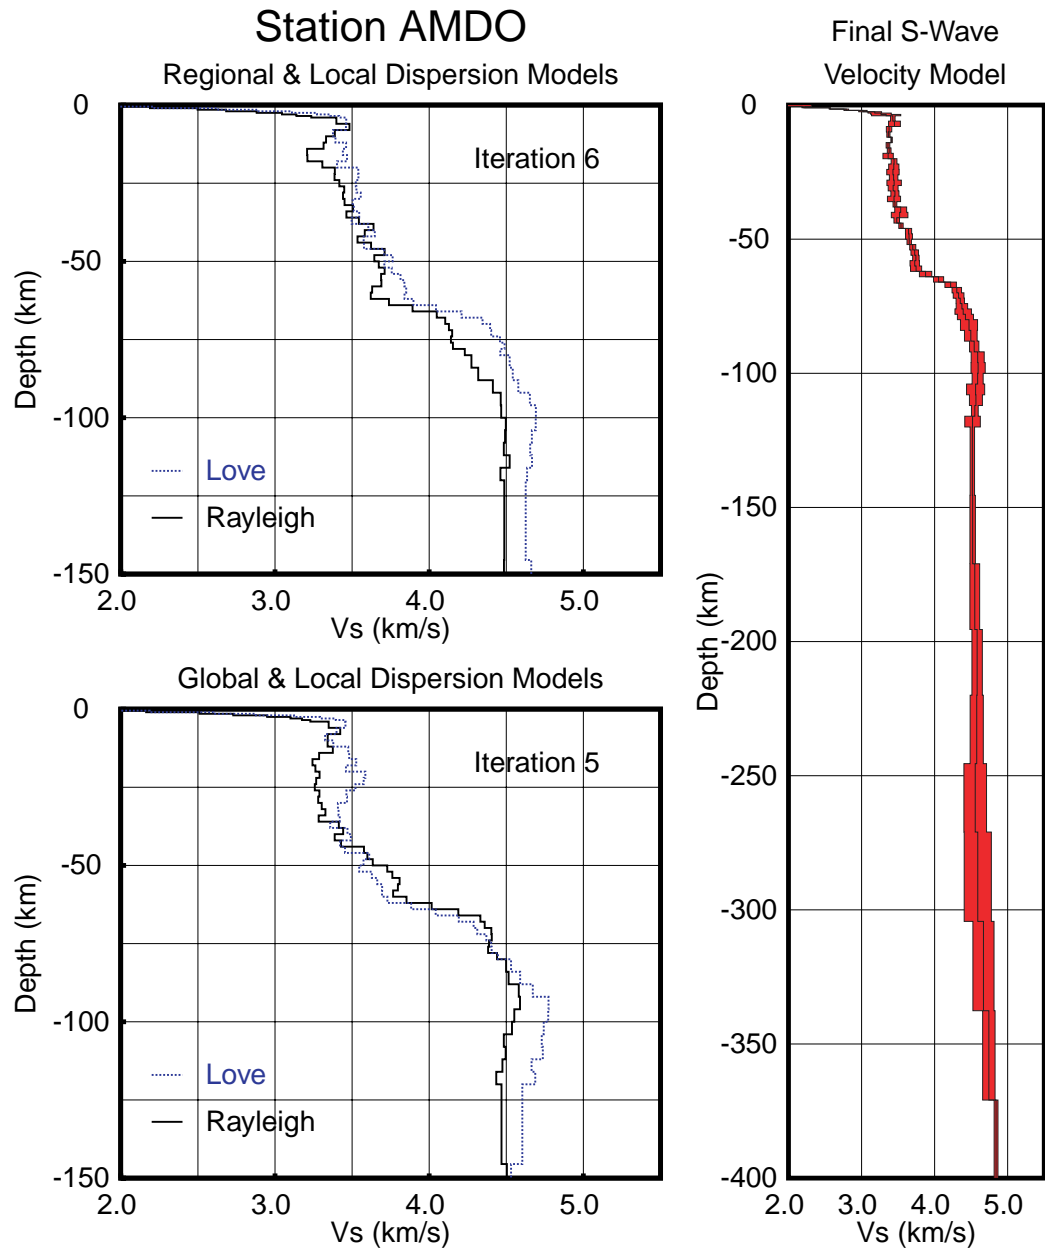 Station AMDO
Regional & Local Dispersion Models
0
-50
-100
-150
Depth (km)
Iteration 6
Love
Rayleigh
2.0 3.0 4.0 5.0
Vs (km/s)
Global & Local Dispersion Models
0
-50
-100
-150
Depth (km)
Iteration 5
Love
Rayleigh
2.0 3.0 4.0 5.0
Vs (km/s)
Final S-Wave
Velocity Model
0
-50
-100
-150
-200
-250
-300
-350
-400
Depth (km)
2.0 3.0 4.0 5.0
Vs (km/s)